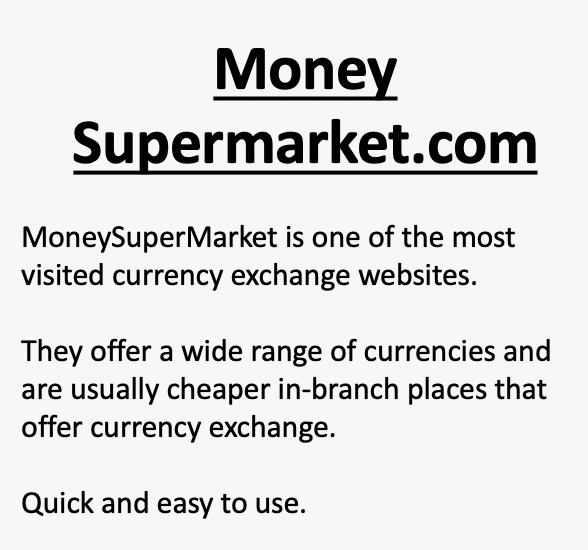 Money
Supermarket.com
MoneySuperMarket is one of the most
visited currency exchange websites.
They offer a wide range of currencies and
are usually cheaper in-branch places that
offer currency exchange.
Quick and easy to use.